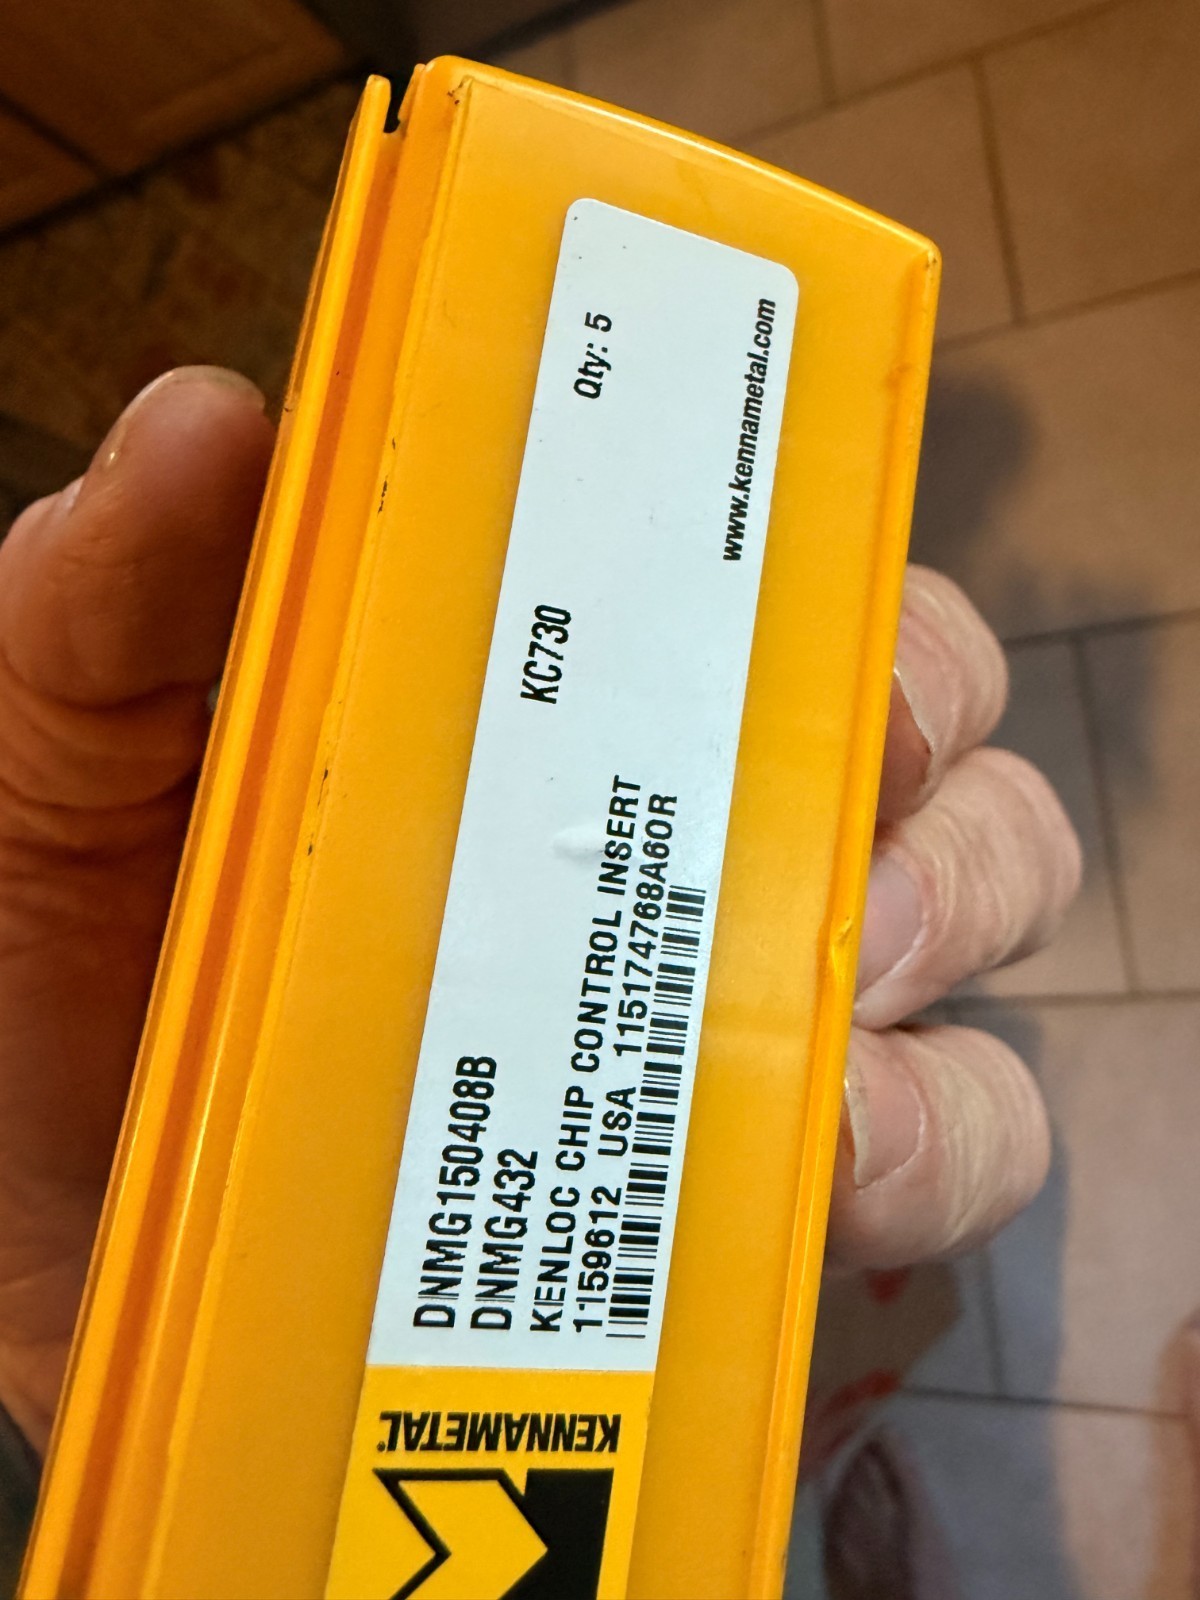 DNMG150408B
DNMG432 KC730 Qty: 5
KENLOC CHIP CONTROL INSERT
1159612 USA 115174768A60R
www.kennametal.com
KENNAMETAL®